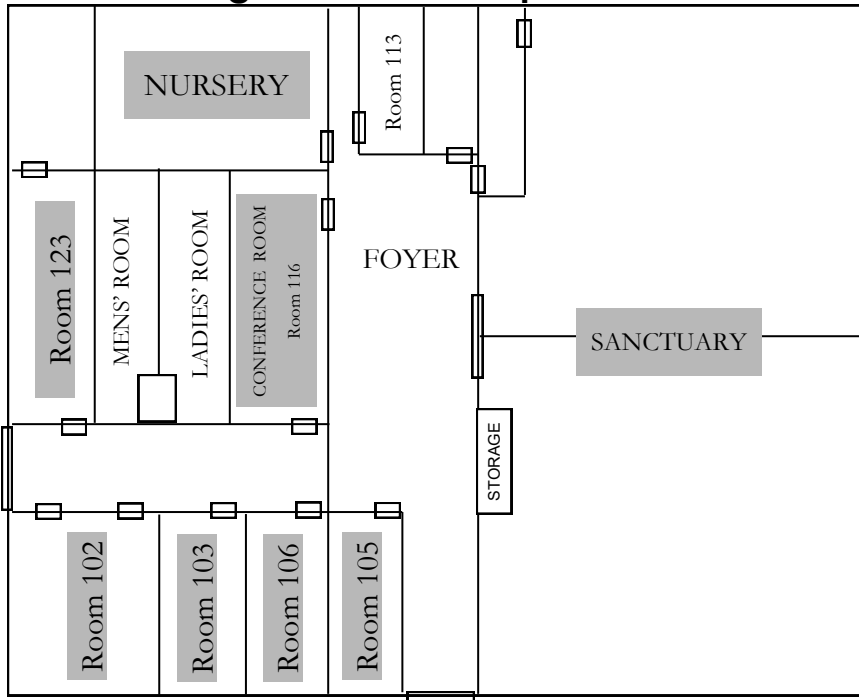 NURSERY
Room 113
Room 123
MENS' ROOM
LADIES' ROOM
CONFERENCE ROOM
Room 116
FOYER
SANCTUARY
STORAGE
Room 102
Room 103
Room 106
Room 105